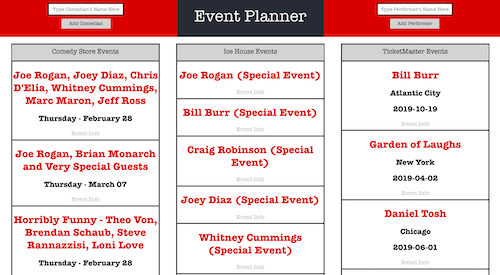 Type Comedian's Name Here
Add Comedian
Event Planner
Type Performer's Name Here
Add Performer
Comedy Store Events
Joe Rogan, Joey Diaz, Chris
D'Elia, Whitney Cummings,
Marc Maron, Jeff Ross
Thursday - February 28
Event Info
Joe Rogan, Brian Monarch
and Very Special Guests
Thursday - March 07
Event Info
Horribly Funny - Theo Von,
Brendan Schaub, Steve
Rannazzisi, Loni Love
Thursday - February 28
Event Info
Ice House Events
Joe Rogan (Special Event)
Event Info
Bill Burr (Special Event)
Event Info
Craig Robinson (Special
Event)
Event Info
Joey Diaz (Special Event)
Event Info
Whitney
Cummings
(Special Event)
Event Info
TicketMaster Events
Bill Burr
Atlantic City
2019-10-19
Event Info
Garden of Laughs
New York
2019-04-02
Event Info
Daniel Tosh
Chicago
2019-06-01
Event Info